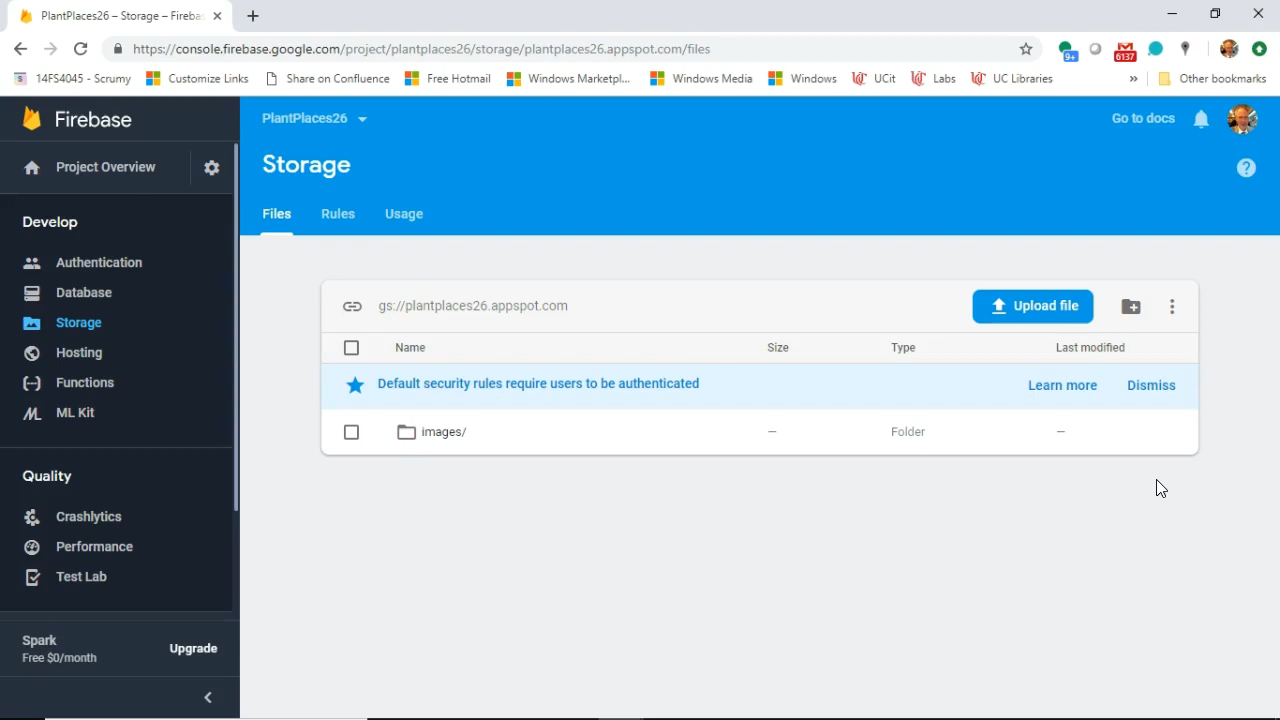 PlantPlaces26 – Storage – Fireba
https://console.firebase.google.com/project/plantplaces26/storage/plantplaces26.appspot.com/files
9+
6137
14FS4045 - Scrumy
Customize Links
Share on Confluence
Free Hotmail
Windows Marketpl...
Windows Media
Windows
UCit
Labs
UC Libraries
»
Other bookmarks
Firebase
Project Overview
Develop
Authentication
Database
Storage
Hosting
Functions
ML Kit
Quality
Crashlytics
Performance
Test Lab
Spark
Free $0/month
Upgrade
PlantPlaces26
Go to docs
Storage
Files
Rules
Usage
gs://plantplaces26.appspot.com
Upload file
Name
Size
Type
Last modified
Default security rules require users to be authenticated
Learn more
Dismiss
images/
—
Folder
—